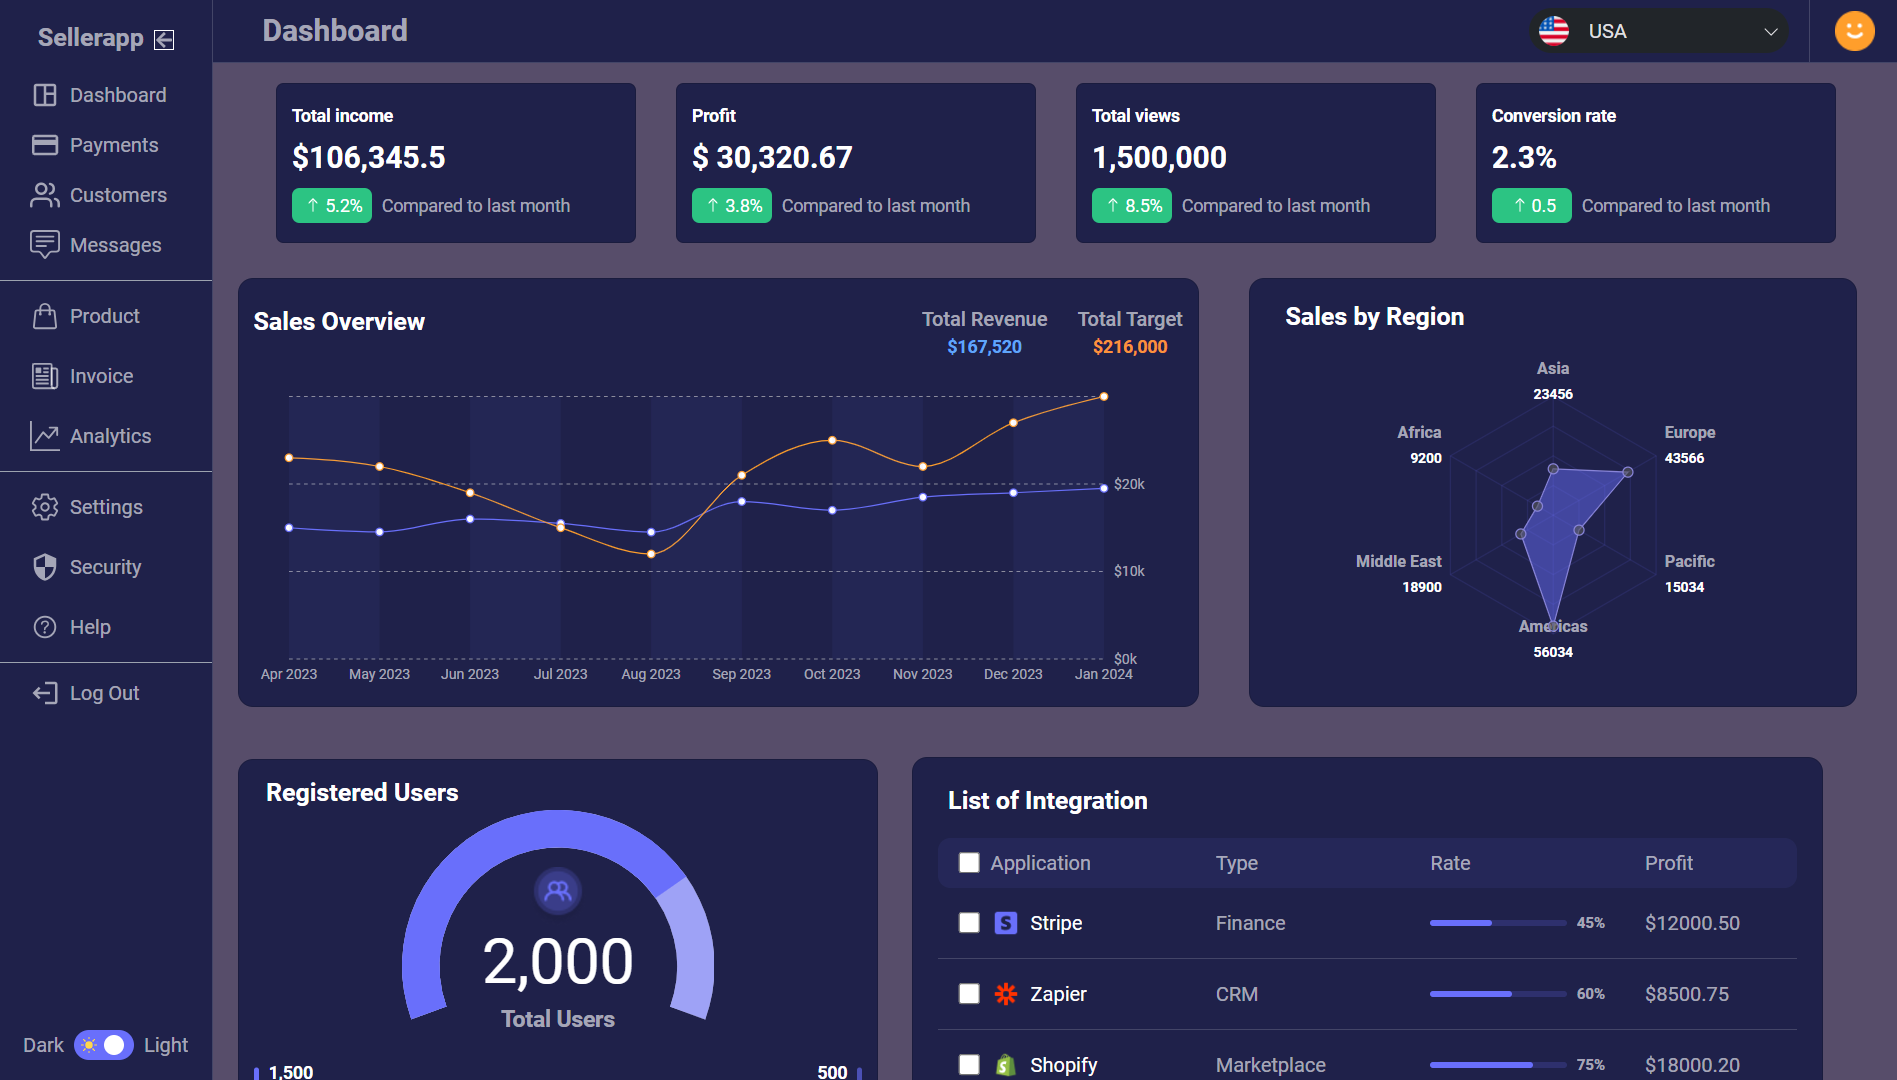 Sellerapp
Dashboard
Payments
Customers
Messages
Product
Invoice
Analytics
Settings
Security
Help
Log Out
Dark Light
Dashboard
USA
Total income
$106,345.5
↑ 5.2% Compared to last month
Profit
$ 30,320.67
↑ 3.8% Compared to last month
Total views
1,500,000
↑ 8.5% Compared to last month
Conversion rate
2.3%
↑ 0.5 Compared to last month
Sales Overview
Total Revenue
$167,520
Total Target
$216,000
$20k
$10k
$0k
Apr 2023 May 2023 Jun 2023 Jul 2023 Aug 2023 Sep 2023 Oct 2023 Nov 2023 Dec 2023 Jan 2024
Sales by Region
Asia
23456
Africa
9200
Europe
43566
Middle East
18900
Pacific
15034
Americas
56034
Registered Users
2,000
Total Users
1,500 500
List of Integration
Application Type Rate Profit
S Stripe Finance 45% $12000.50
Zapier CRM 60% $8500.75
Shopify Marketplace 75% $18000.20